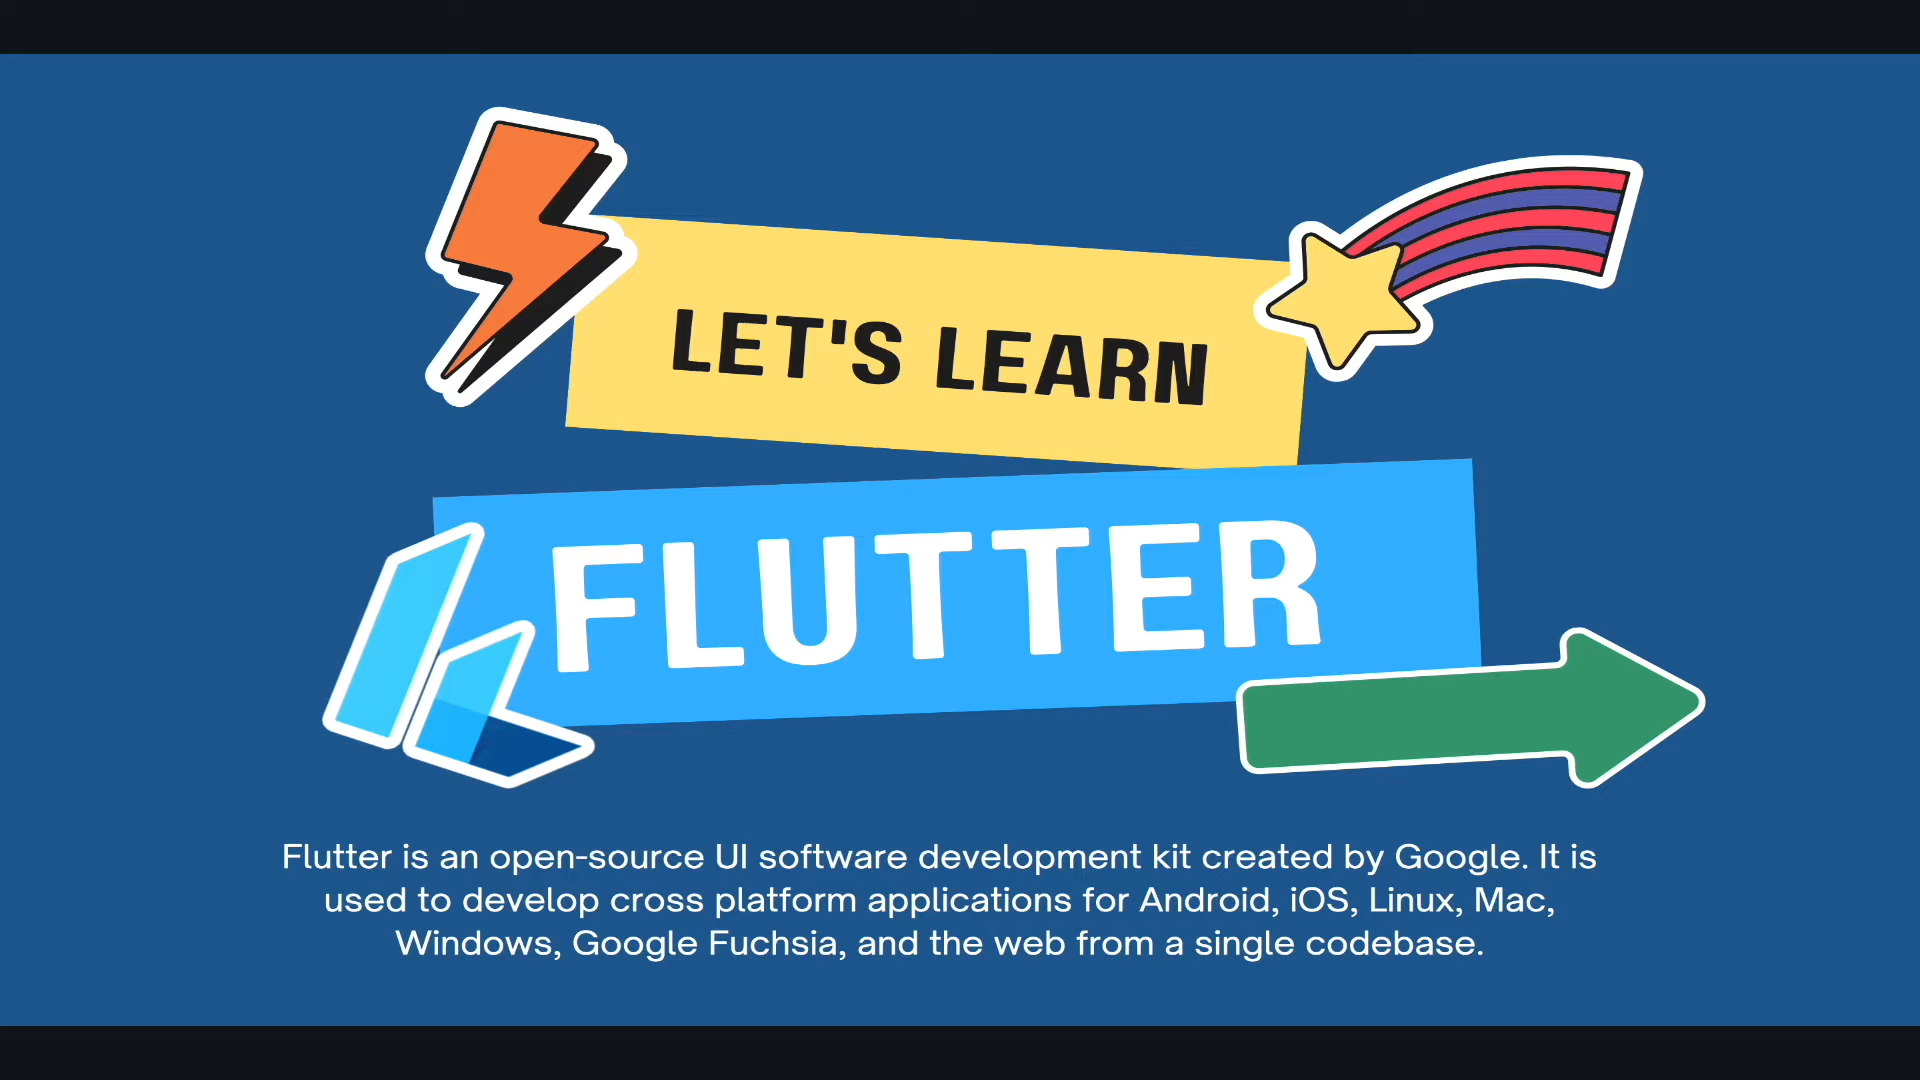 LET'S LEARN
FLUTTER
Flutter is an open-source UI software development kit created by Google. It is
used to develop cross platform applications for Android, iOS, Linux, Mac,
Windows, Google Fuchsia, and the web from a single codebase.